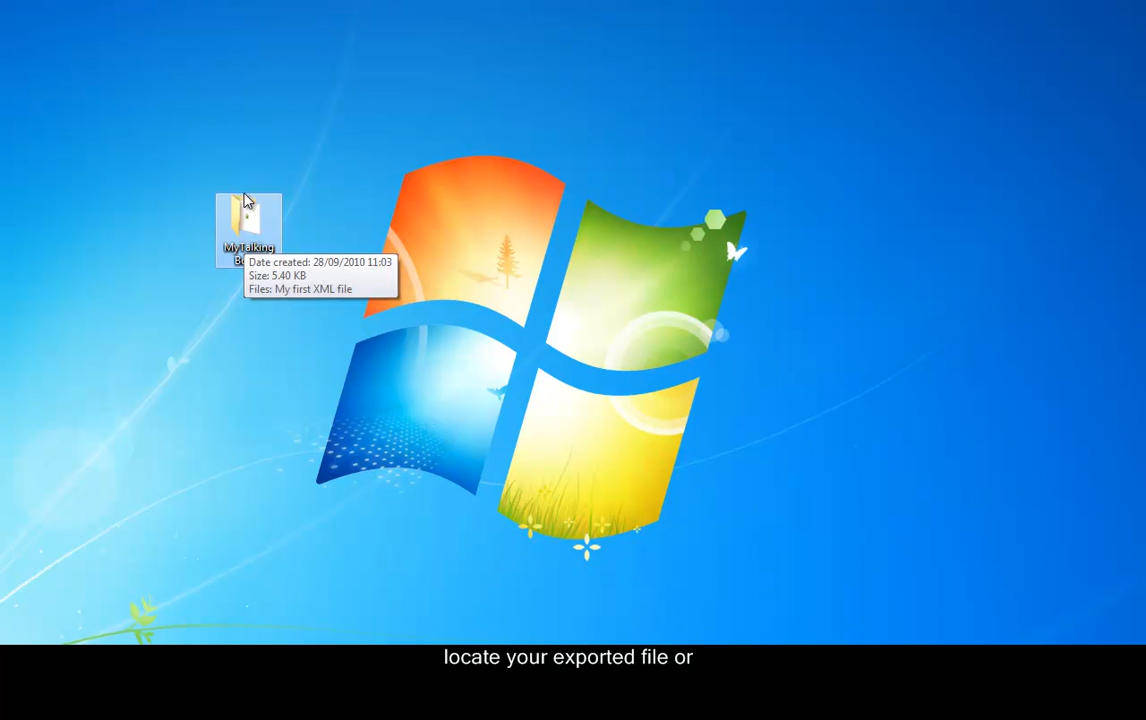 MyTalking
Date created: 28/09/2010 11:03
Size: 5.40 KB
Files: My first XML file
locate your exported file or